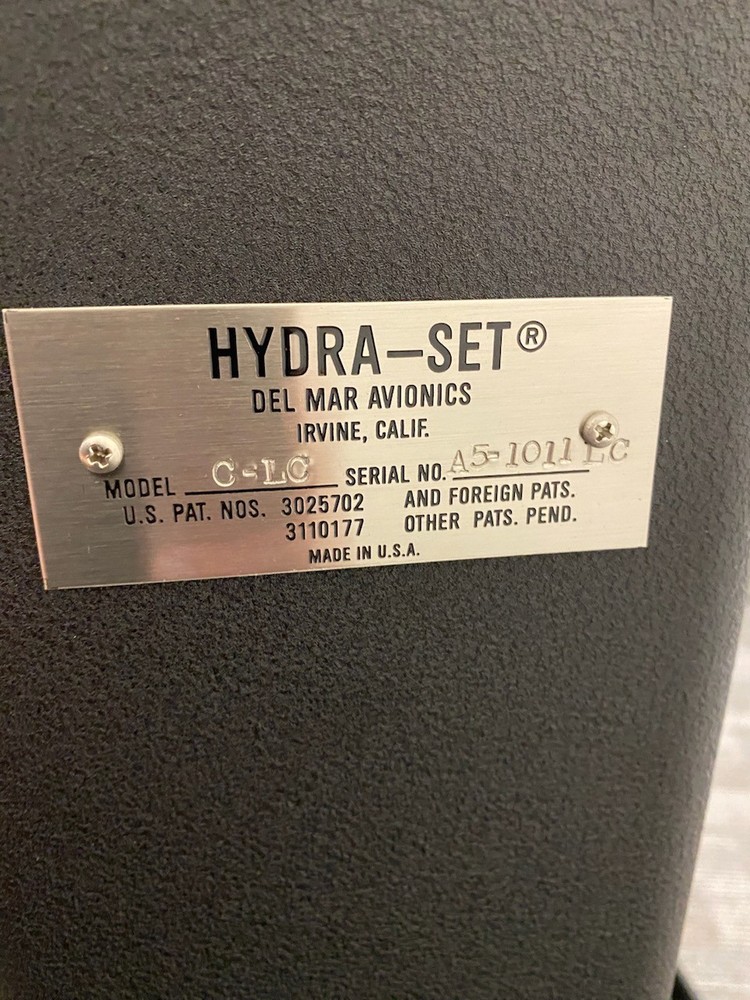 HYDRA-SET®
DEL MAR AVIONICS
IRVINE, CALIF.
MODEL C-LC SERIAL NO. A5-1011 LC
U.S. PAT. NOS. 3025702 AND FOREIGN PATS.
3110177 OTHER PATS. PEND.
MADE IN U.S.A.